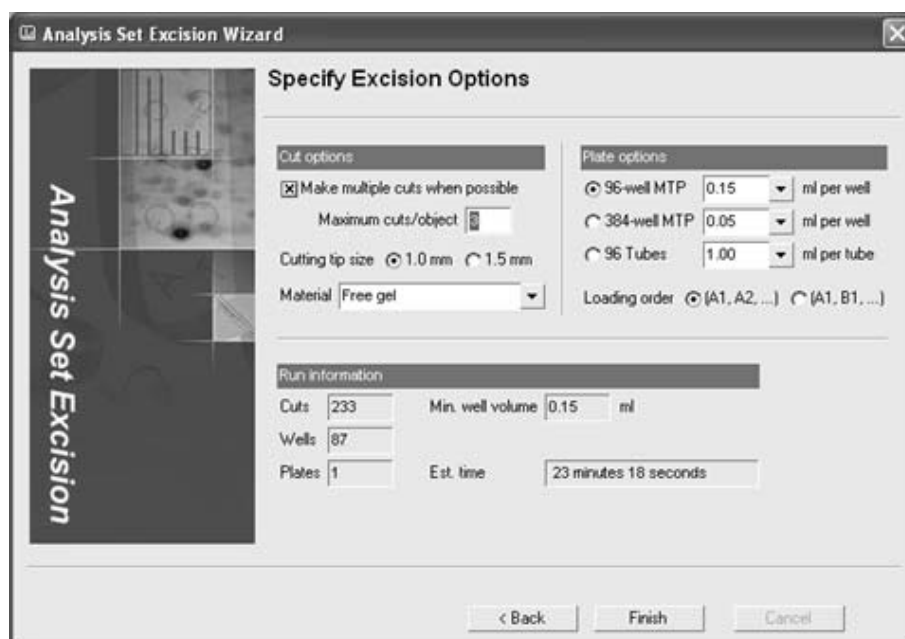 Analysis Set Excision Wizard
Analysis Set Excision
Specify Excision Options
Cut options
Make multiple cuts when possible
Maximum cuts/object 3
Cutting tip size 1.0 mm 1.5 mm
Material Free gel
Plate options
96-well MTP 0.15 ml per well
384-well MTP 0.05 ml per well
96 Tubes 1.00 ml per tube
Loading order (A1, A2, ...) (A1, B1, ...)
Run information
Cuts 233 Min. well volume 0.15 ml
Wells 87
Plates 1 Est. time 23 minutes 18 seconds
< Back Finish Cancel